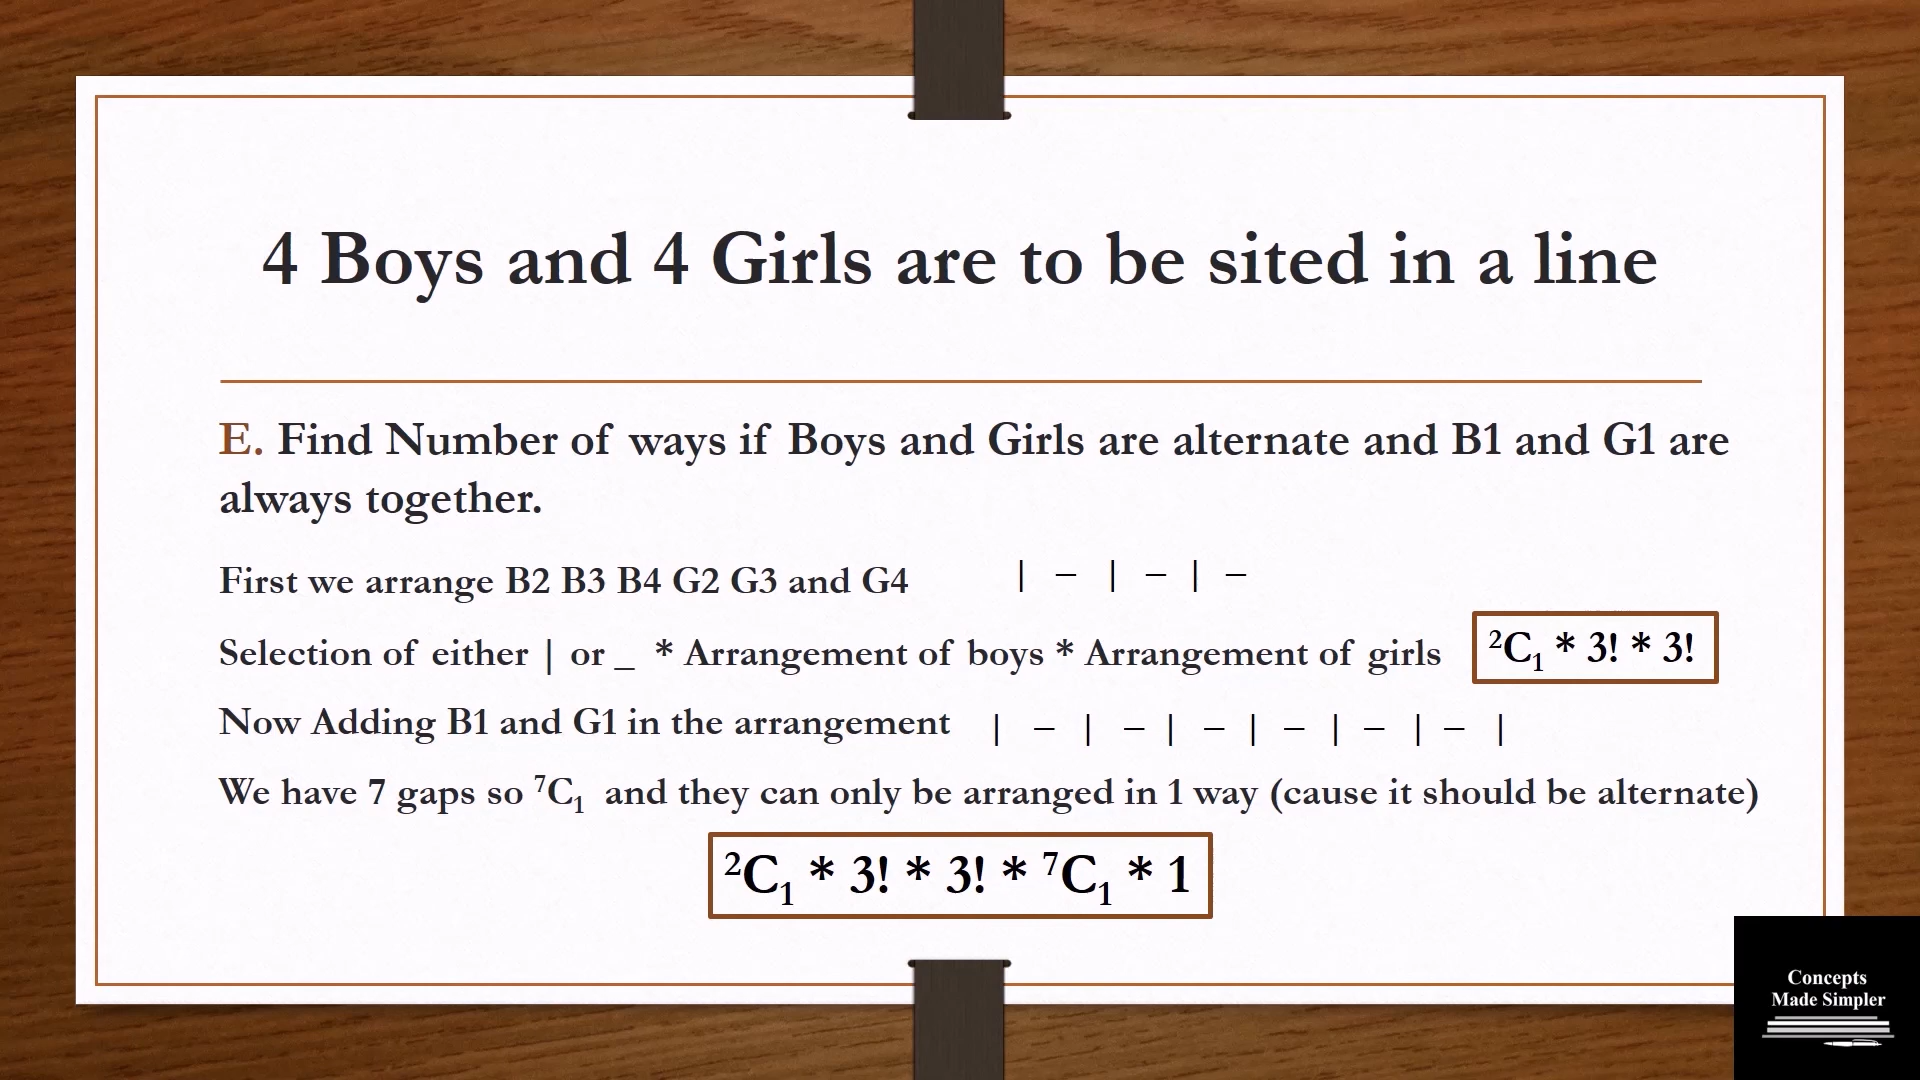 4 Boys and 4 Girls are to be sited in a line
E. Find Number of ways if Boys and Girls are alternate and B1 and G1 are
always together.
First we arrange B2 B3 B4 G2 G3 and G4 | – | – | –
Selection of either | or _ * Arrangement of boys * Arrangement of girls ²C₁ * 3! * 3!
Now Adding B1 and G1 in the arrangement | – | – | – | – | – | – |
We have 7 gaps so ⁷C₁ and they can only be arranged in 1 way (cause it should be alternate)
²C₁ * 3! * 3! * ⁷C₁ * 1
Concepts
Made Simpler